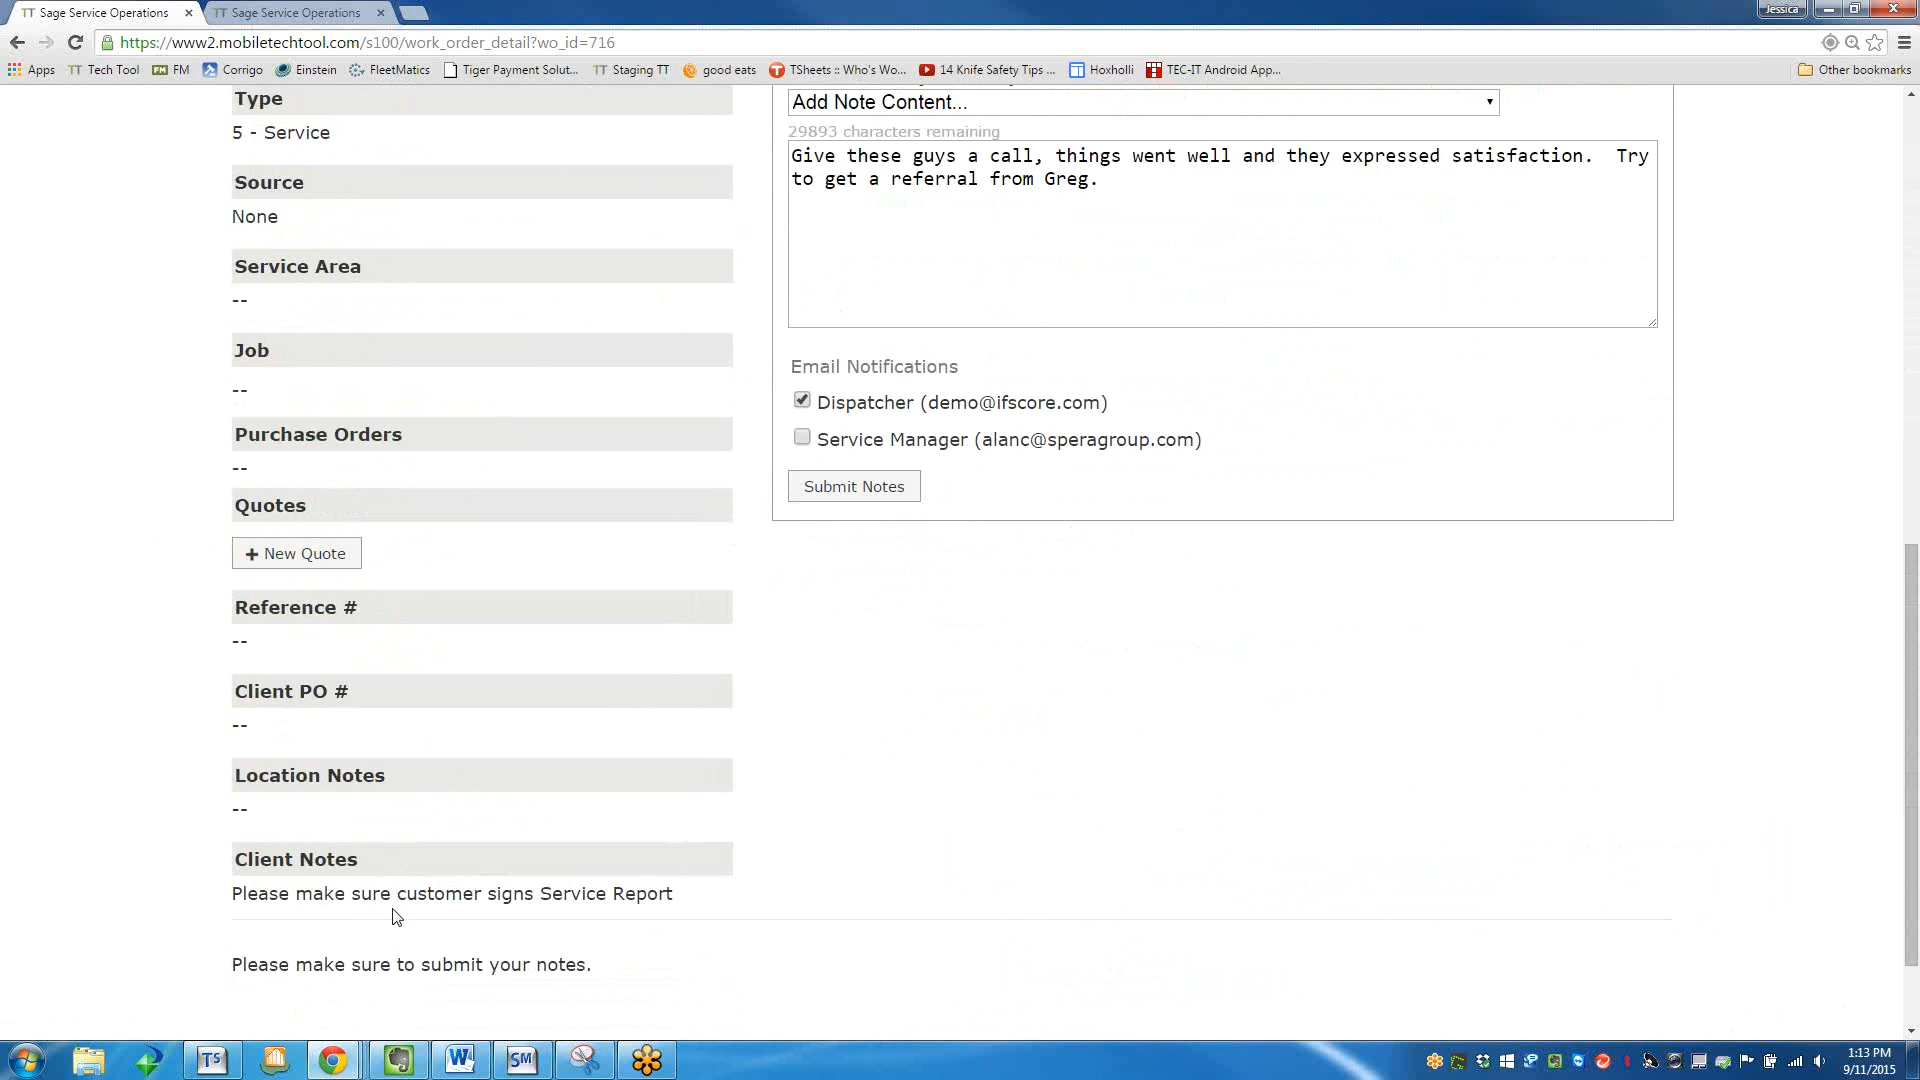 Sage Service Operations
Sage Service Operations
Jessica
https://www2.mobiletechtool.com/s100/work_order_detail?wo_id=716
Apps
TT Tech Tool
FM FM
Corrigo
Einstein
FleetMatics
Tiger Payment Solut...
TT Staging TT
good eats
TSheets :: Who's Wo...
14 Knife Safety Tips ...
Hoxholli
TEC-IT Android App...
Other bookmarks
Type
5 - Service
Source
None
Service Area
--
Job
--
Purchase Orders
--
Quotes
+ New Quote
Reference #
--
Client PO #
--
Location Notes
--
Client Notes
Please make sure customer signs Service Report
Please make sure to submit your notes.
Add Note Content...
29893 characters remaining
Give these guys a call, things went well and they expressed satisfaction. Try
to get a referral from Greg.
Email Notifications
Dispatcher (demo@ifscore.com)
Service Manager (alanc@speragroup.com)
Submit Notes
TS
W
SM
1:13 PM
9/11/2015